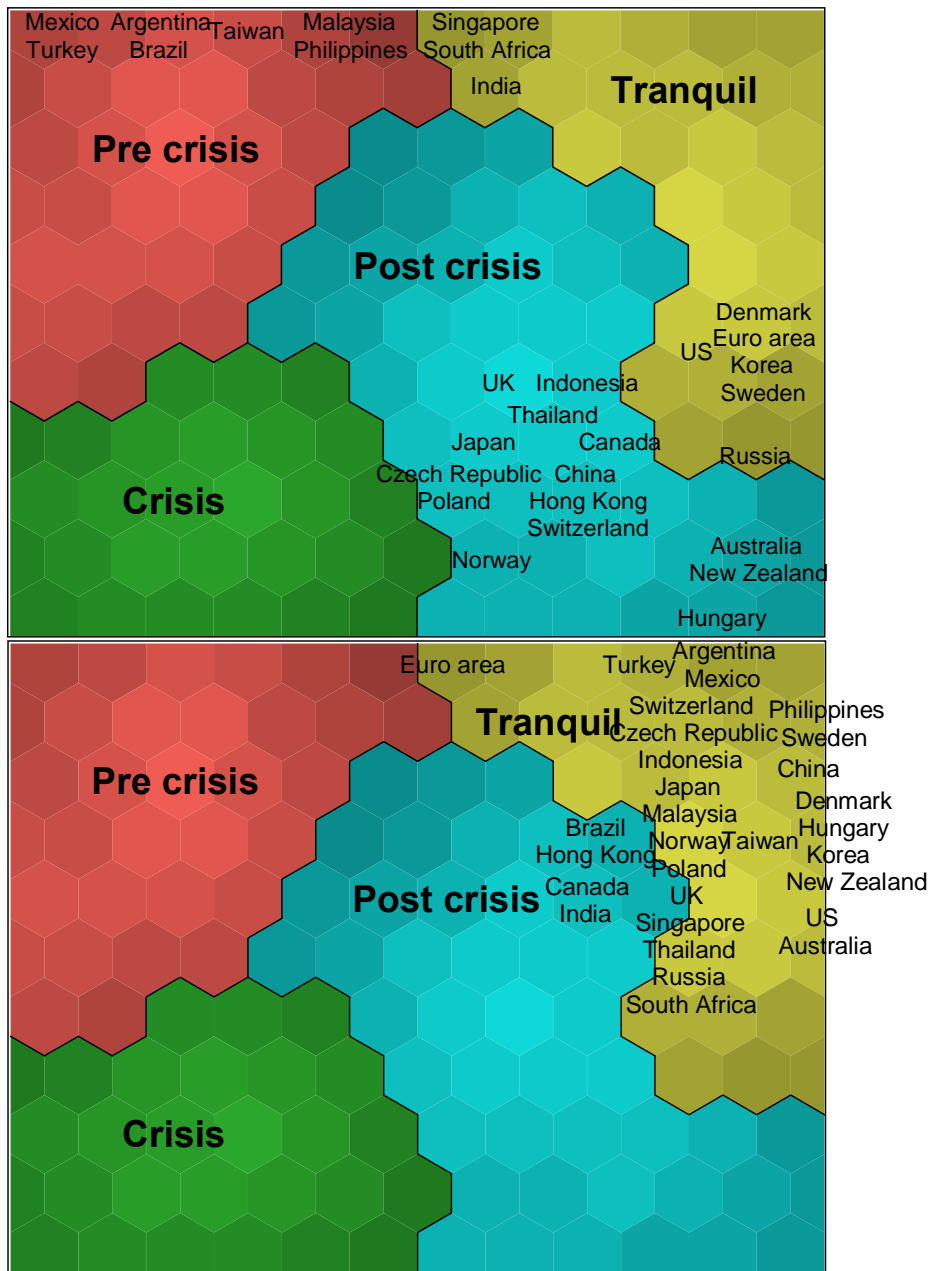 Mexico Argentina Taiwan Malaysia Singapore
Turkey Brazil Philippines South Africa
India Tranquil
Pre crisis
Post crisis
Denmark
US Euro area
Korea
UK Indonesia Sweden
Thailand
Japan Canada
Russia
Czech Republic China
Crisis Poland Hong Kong
Switzerland
Norway Australia
New Zealand
Hungary
Euro area Turkey Argentina
Mexico
Switzerland Philippines
Tranquil Czech Republic Sweden
Indonesia China
Pre crisis Japan
Malaysia Denmark
Brazil Norway Taiwan Hungary
Hong Kong Poland Korea
Post crisis Canada UK New Zealand
India Singapore US
Thailand Australia
Russia
South Africa
Crisis